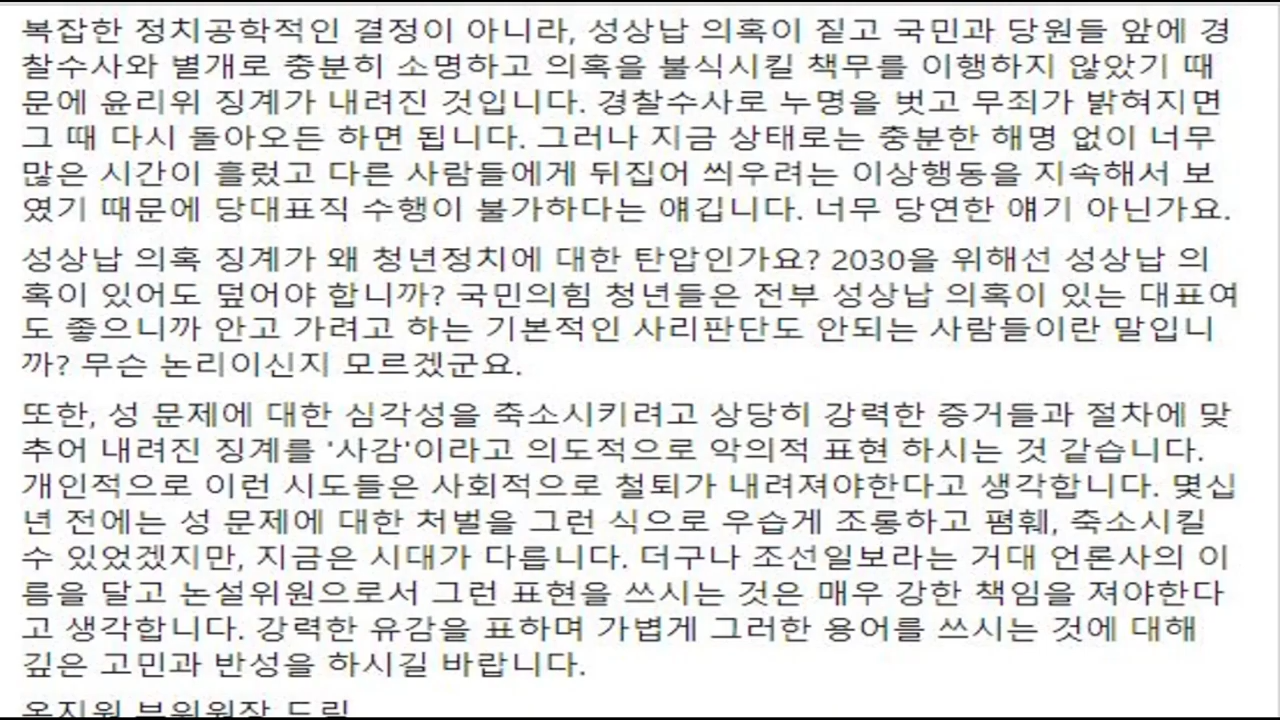 복잡한 정치공학적인 결정이 아니라, 성상납 의혹이 짙고 국민과 당원들 앞에 경
찰수사와 별개로 충분히 소명하고 의혹을 불식시킬 책무를 이행하지 않았기 때
문에 윤리위 징계가 내려진 것입니다. 경찰수사로 누명을 벗고 무죄가 밝혀지면
그 때 다시 돌아오든 하면 됩니다. 그러나 지금 상태로는 충분한 해명 없이 너무
많은 시간이 흘렀고 다른 사람들에게 뒤집어 씌우려는 이상행동을 지속해서 보
였기 때문에 당대표직 수행이 불가하다는 얘깁니다. 너무 당연한 얘기 아닌가요.
성상납 의혹 징계가 왜 청년정치에 대한 탄압인가요? 2030을 위해선 성상납 의
혹이 있어도 덮어야 합니까? 국민의힘 청년들은 전부 성상납 의혹이 있는 대표여
도 좋으니까 안고 가려고 하는 기본적인 사리판단도 안되는 사람들이란 말입니
까? 무슨 논리이신지 모르겠군요.
또한, 성 문제에 대한 심각성을 축소시키려고 상당히 강력한 증거들과 절차에 맞
추어 내려진 징계를 '사감'이라고 의도적으로 악의적 표현 하시는 것 같습니다.
개인적으로 이런 시도들은 사회적으로 철퇴가 내려져야한다고 생각합니다. 몇십
년 전에는 성 문제에 대한 처벌을 그런 식으로 우습게 조롱하고 폄훼, 축소시킬
수 있었겠지만, 지금은 시대가 다릅니다. 더구나 조선일보라는 거대 언론사의 이
름을 달고 논설위원으로서 그런 표현을 쓰시는 것은 매우 강한 책임을 져야한다
고 생각합니다. 강력한 유감을 표하며 가볍게 그러한 용어를 쓰시는 것에 대해
깊은 고민과 반성을 하시길 바랍니다.
옥지원 부위원장 드림